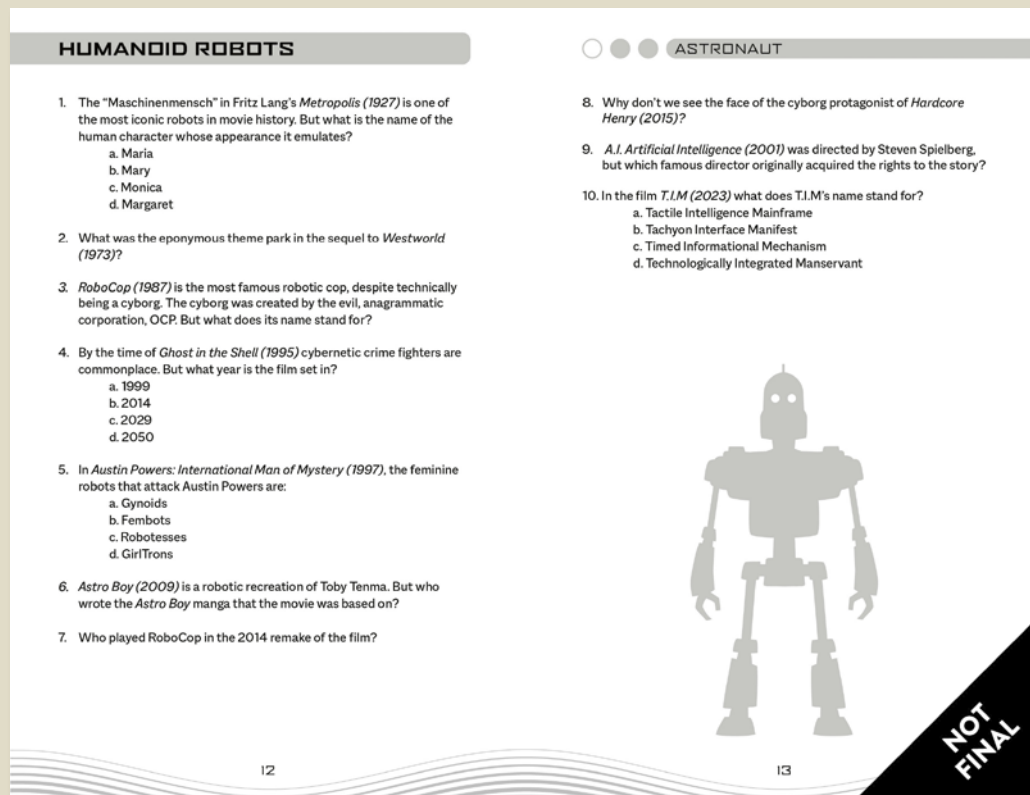 HUMANOID ROBOTS
1. The “Maschinenmensch” in Fritz Lang’s Metropolis (1927) is one of
the most iconic robots in movie history. But what is the name of the
human character whose appearance it emulates?
a. Maria
b. Mary
c. Monica
d. Margaret
2. What was the eponymous theme park in the sequel to Westworld
(1973)?
3. RoboCop (1987) is the most famous robotic cop, despite technically
being a cyborg. The cyborg was created by the evil, anagrammatic
corporation, OCP. But what does its name stand for?
4. By the time of Ghost in the Shell (1995) cybernetic crime fighters are
commonplace. But what year is the film set in?
a. 1999
b. 2014
c. 2029
d. 2050
5. In Austin Powers: International Man of Mystery (1997), the feminine
robots that attack Austin Powers are:
a. Gynoids
b. Fembots
c. Robotesses
d. GirlTrons
6. Astro Boy (2009) is a robotic recreation of Toby Tenma. But who
wrote the Astro Boy manga that the movie was based on?
7. Who played RoboCop in the 2014 remake of the film?
12
ASTRONAUT
8. Why don’t we see the face of the cyborg protagonist of Hardcore
Henry (2015)?
9. A.I. Artificial Intelligence (2001) was directed by Steven Spielberg,
but which famous director originally acquired the rights to the story?
10. In the film T.I.M (2023) what does T.I.M’s name stand for?
a. Tactile Intelligence Mainframe
b. Tachyon Interface Manifest
c. Timed Informational Mechanism
d. Technologically Integrated Manservant
13
NOT
FINAL